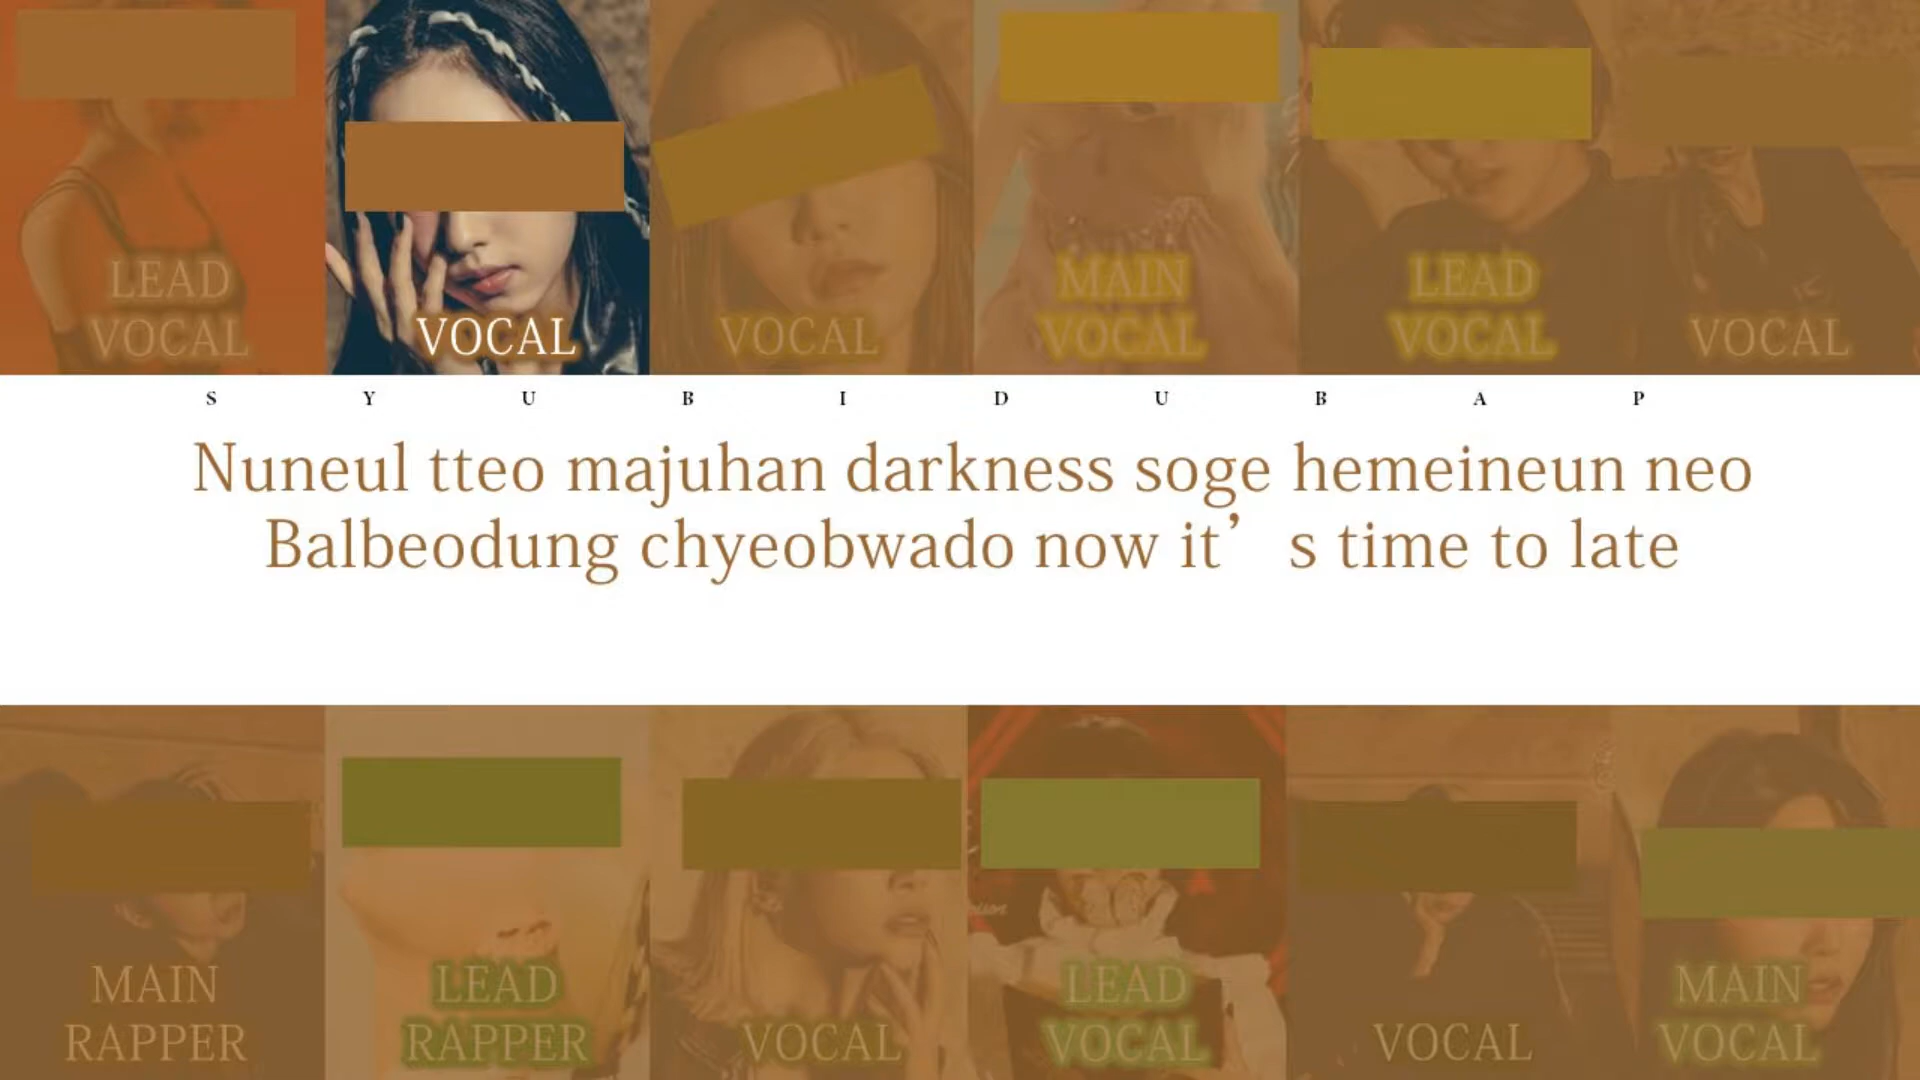 LEAD
VOCAL
VOCAL
VOCAL
MAIN
VOCAL
LEAD
VOCAL
VOCAL
S Y U B I D U B A P
Nuneul tteo majuhan darkness soge hemeineun neo
Balbeodung chyeobwado now it’s time to late
MAIN
RAPPER
LEAD
RAPPER
VOCAL
LEAD
VOCAL
VOCAL
MAIN
VOCAL